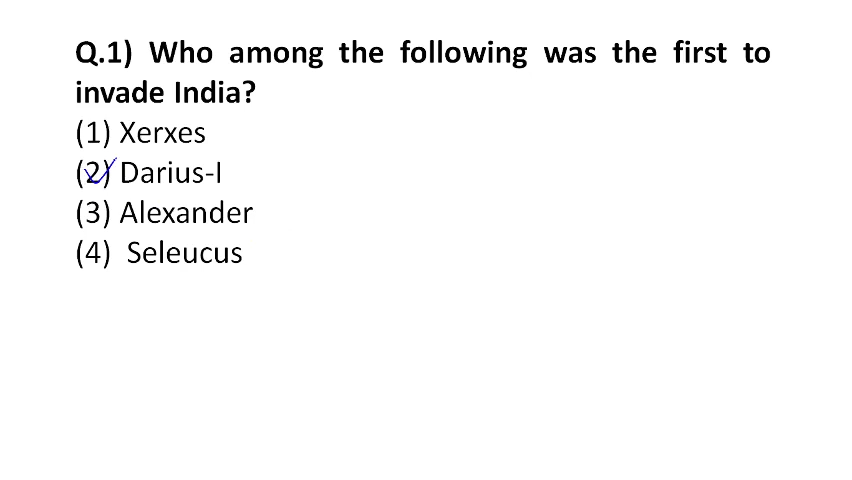 Q.1) Who among the following was the first to
invade India?
(1) Xerxes
(2) Darius-I
(3) Alexander
(4) Seleucus